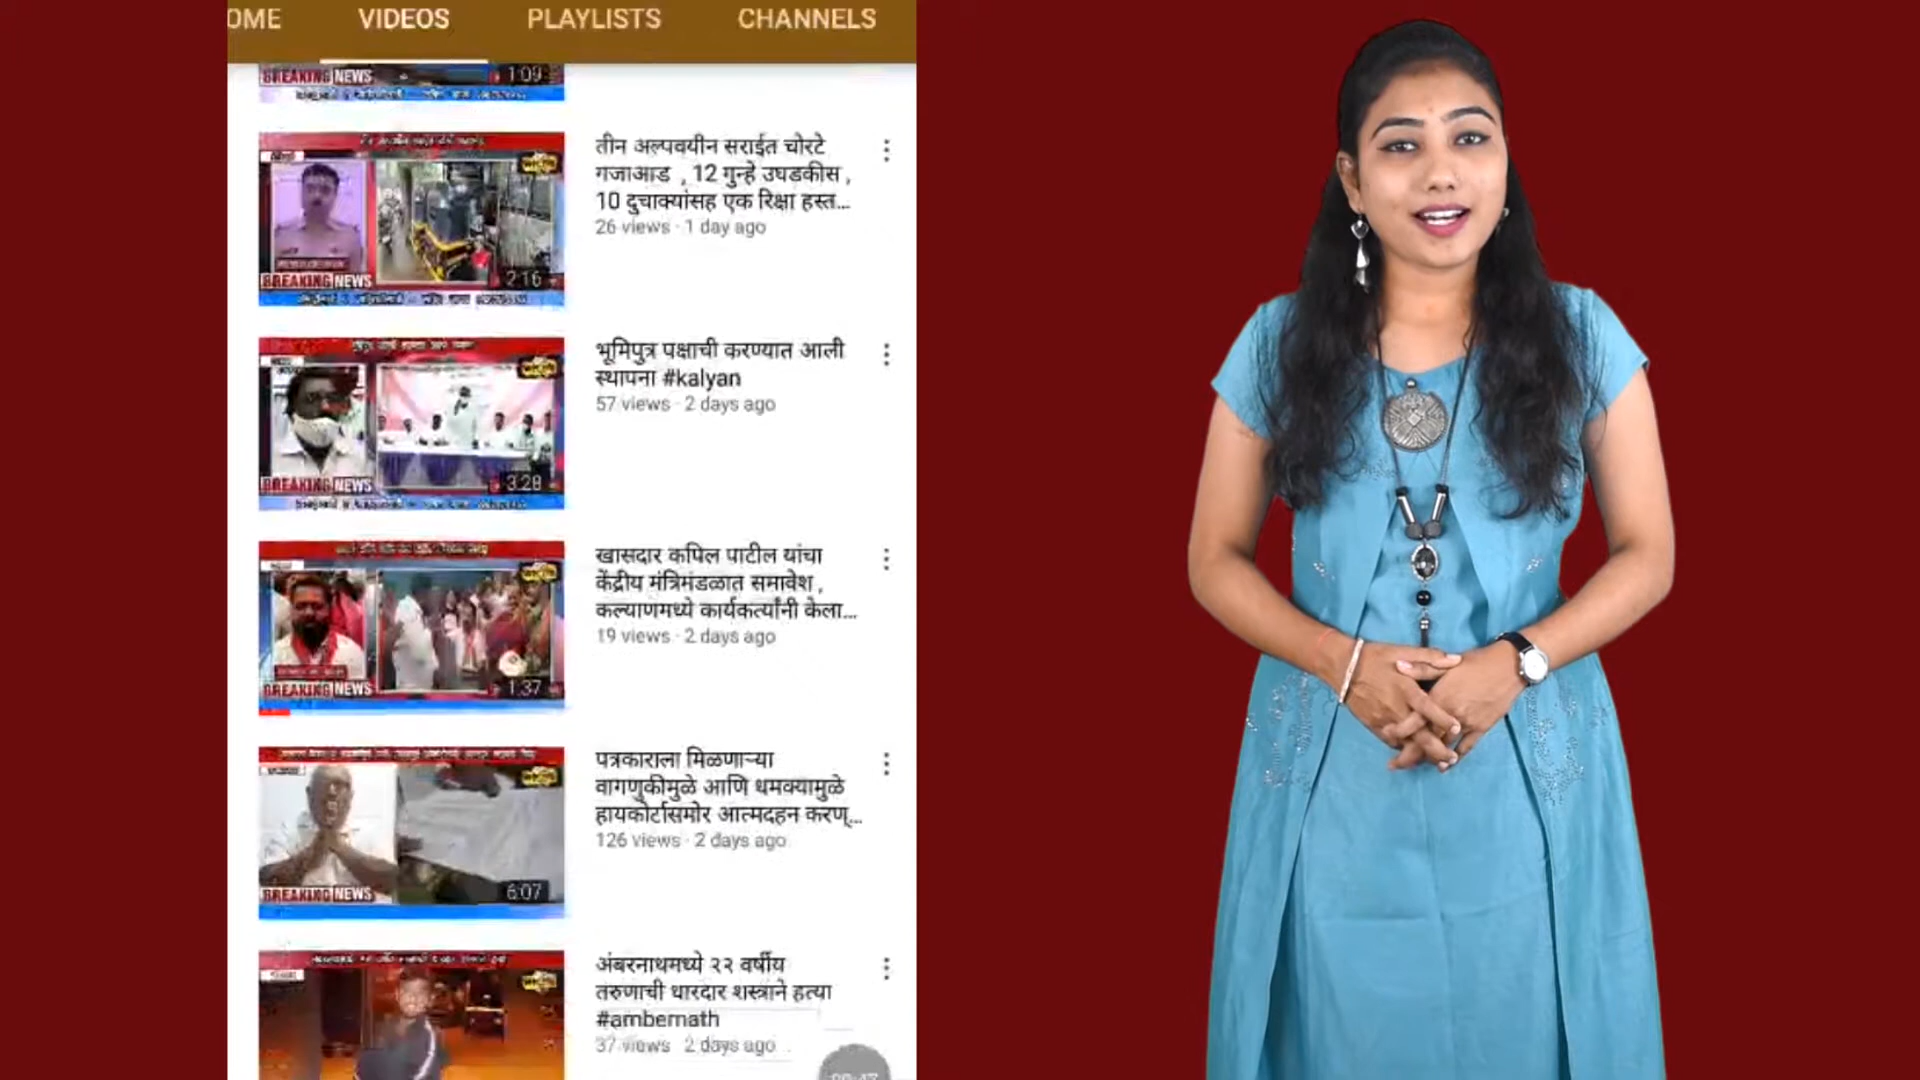 VIDEOS
PLAYLISTS
CHANNELS
BREAKING NEWS
1:09
तीन अल्पवयीन सराईत चोरटे
गजाआड , 12 गुन्हे उघडकीस ,
10 दुचाक्यांसह एक रिक्षा हस्त...
26 views · 1 day ago
BREAKING NEWS
2:16
भूमिपुत्र पक्षाची करण्यात आली
स्थापना #kalyan
57 views · 2 days ago
BREAKING NEWS
3:28
खासदार कपिल पाटील यांचा
केंद्रीय मंत्रिमंडळात समावेश ,
कल्याणमध्ये कार्यकर्त्यांनी केला...
19 views · 2 days ago
BREAKING NEWS
1:37
पत्रकाराला मिळणाऱ्या
वागणुकीमुळे आणि धमक्यामुळे
हायकोर्टासमोर आत्मदहन करण्...
126 views · 2 days ago
BREAKING NEWS
6:07
अंबरनाथमध्ये २२ वर्षीय
तरुणाची धारदार शस्त्राने हत्या
#ambernath
37 views · 2 days ago